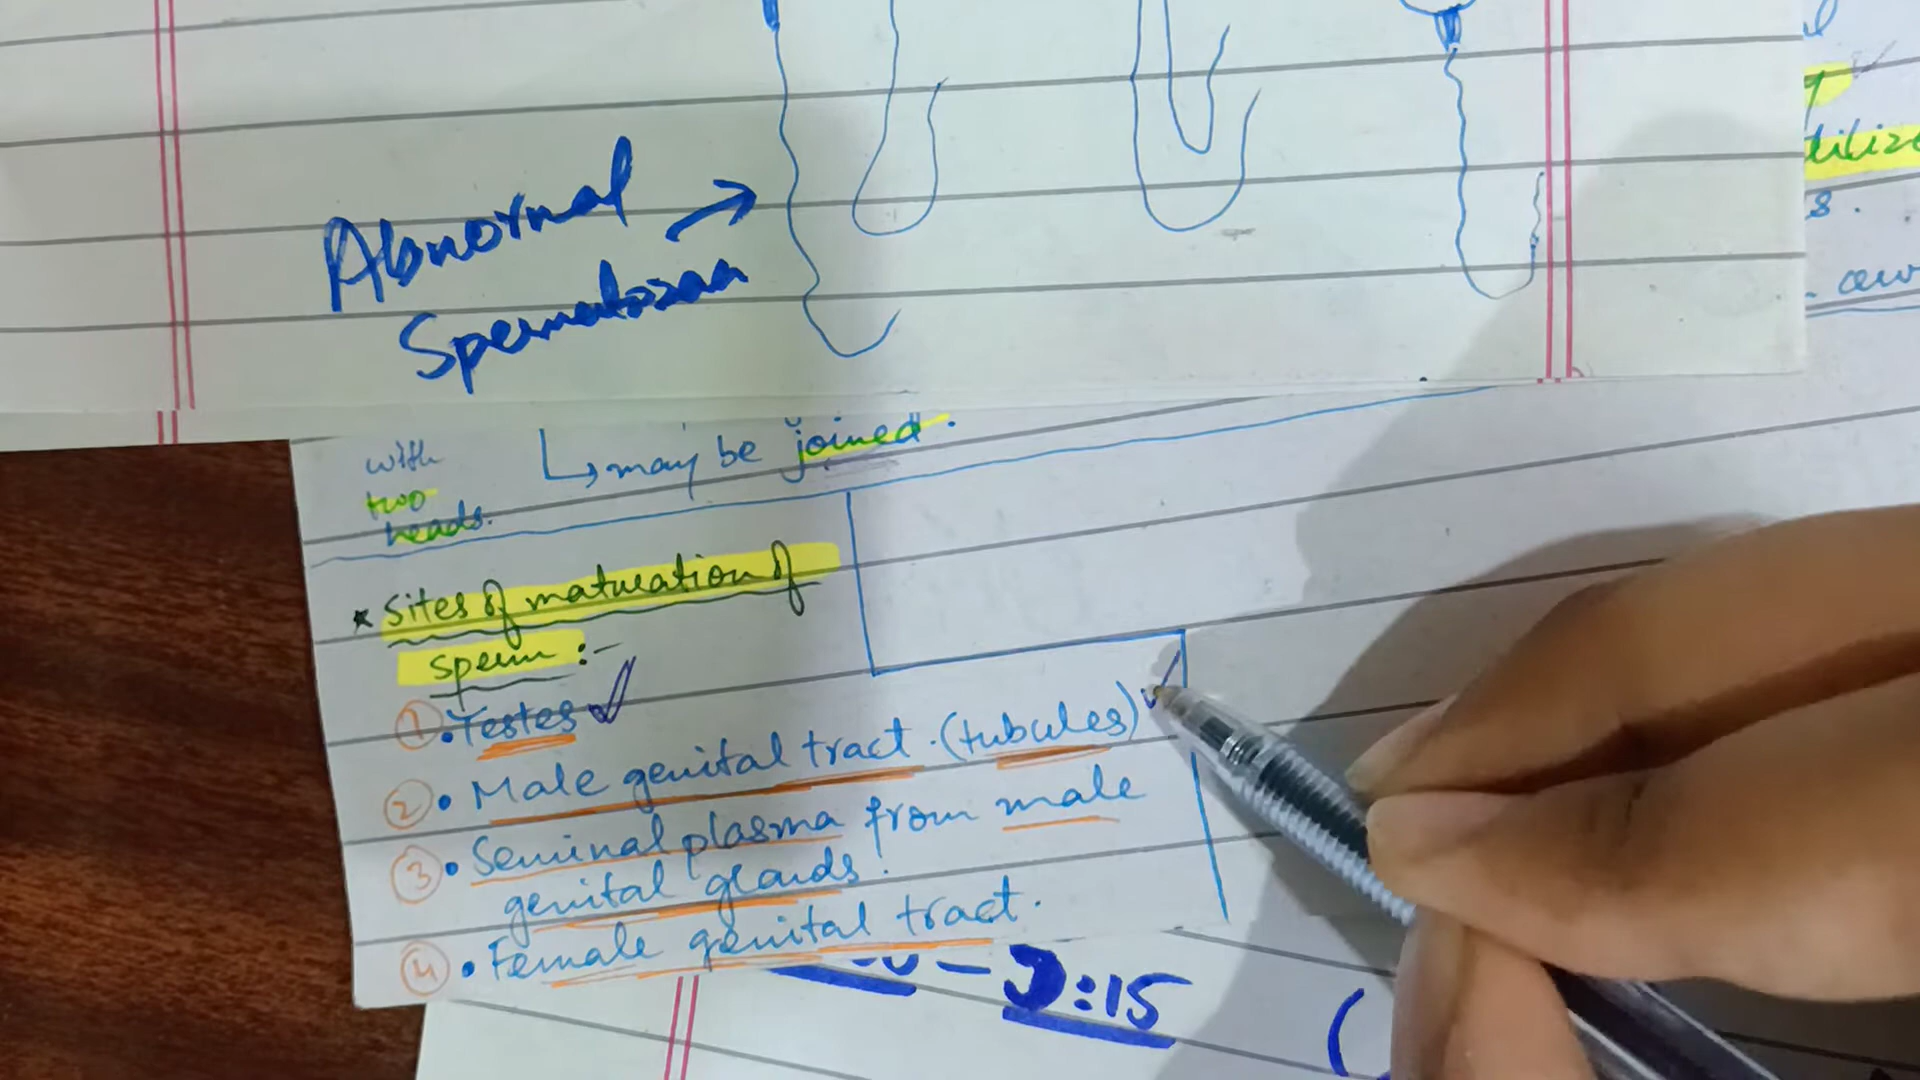 Abnormal
Spermatozoa
with
two
heads.
↳ may be joined.
* Sites of maturation of
sperm :-
① • Testes ✓
② • Male genital tract. (tubules) ✓
③ • Seminal plasma from male
genital glands.
④ • Female genital tract.
:15